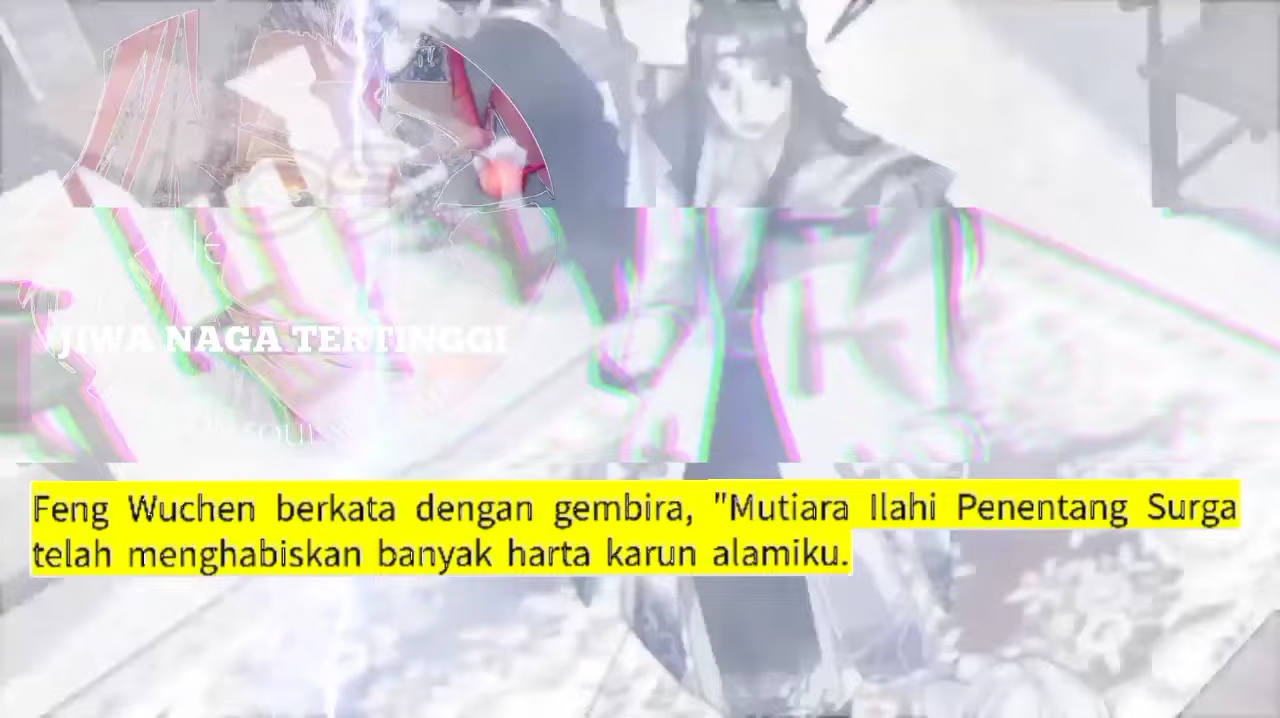 JIWA NAGA TERTINGGI
Feng Wuchen berkata dengan gembira, "Mutiara Ilahi Penentang Surga
telah menghabiskan banyak harta karun alamiku.